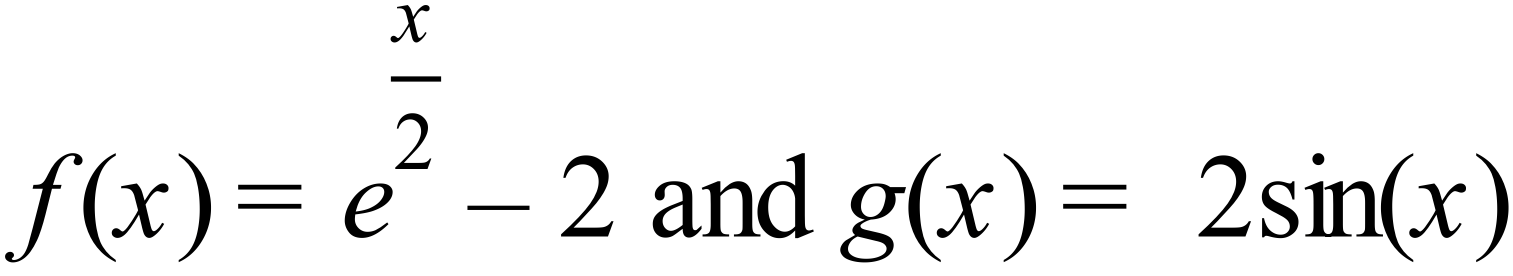 f(x) = e^{x/2} – 2 and g(x) = 2sin(x)